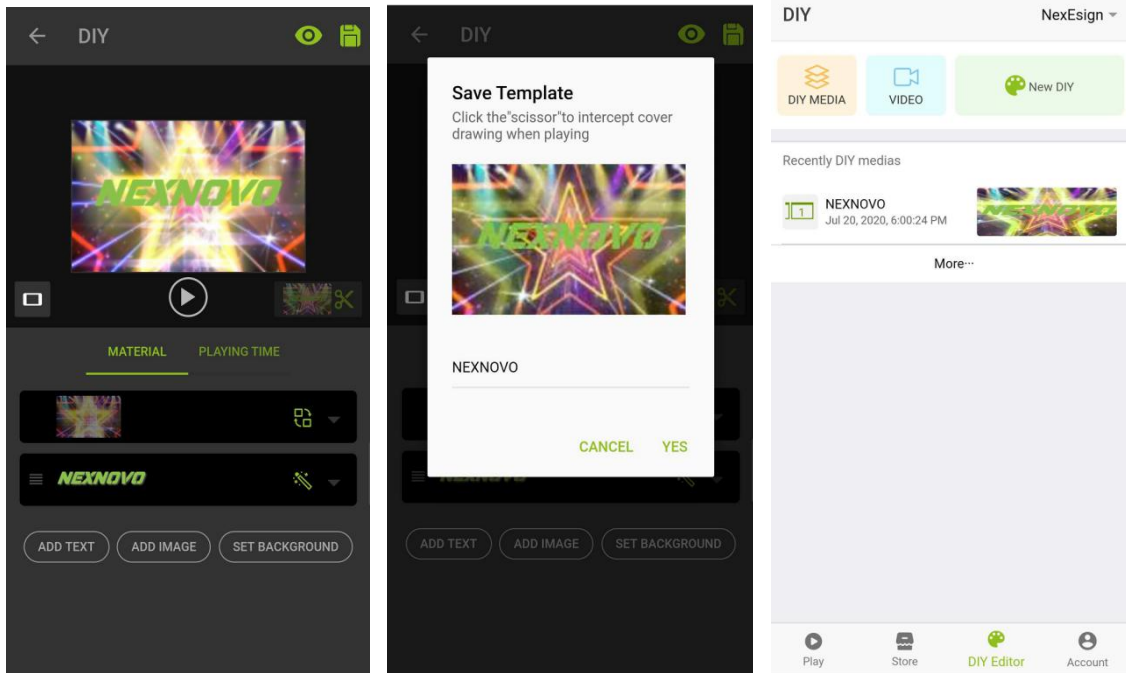 DIY
NEXNOVO
MATERIAL PLAYING TIME
NEXNOVO
ADD TEXT ADD IMAGE SET BACKGROUND
DIY
Save Template
Click the"scissor"to intercept cover
drawing when playing
NEXNOVO
NEXNOVO
CANCEL YES
ADD TEXT ADD IMAGE SET BACKGROUND
DIY NexEsign
DIY MEDIA VIDEO New DIY
Recently DIY medias
1 NEXNOVO
Jul 20, 2020, 6:00:24 PM
NEXNOVO
More···
Play Store DIY Editor Account